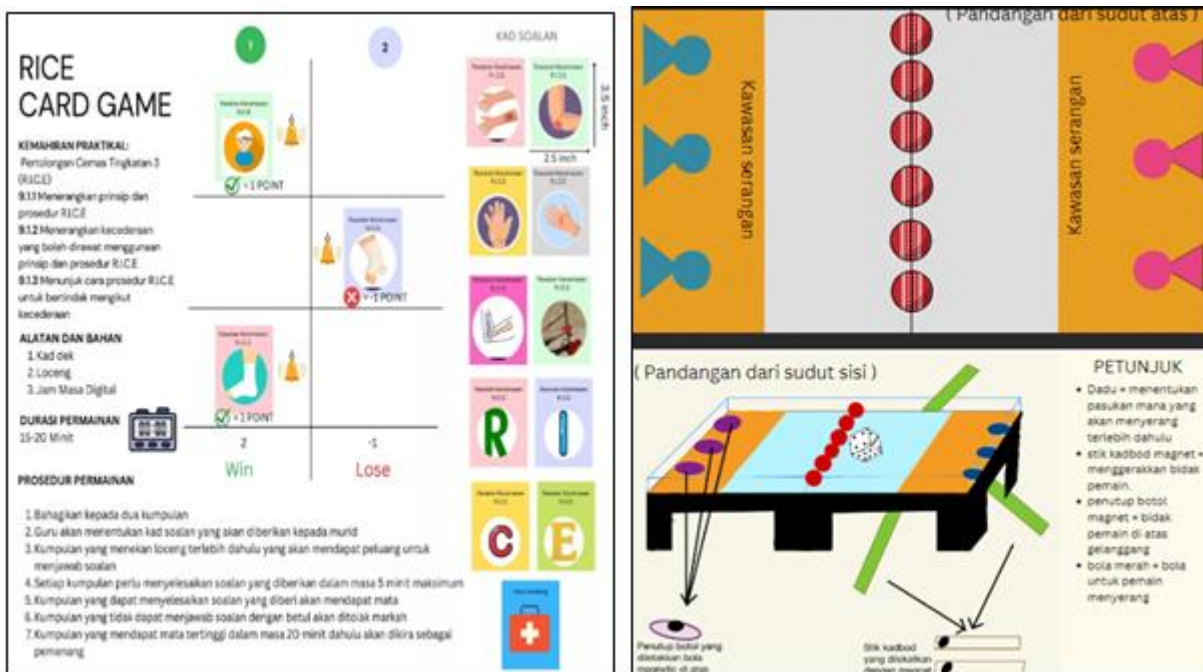 RICE
CARD GAME
KEMAHIRAN PRAKTIKAL:
Pertolongan Cemas Tingkatan 3
(R.I.C.E)
9.1.1 Menerangkan prinsip dan
prosedur R.I.C.E
9.1.2 Menerangkan kecederaan
yang boleh dirawat menggunaan
prinsip dan prosedur R.I.C.E
9.1.3 Menunjuk cara prosedur R.I.C.E
untuk bertindak mengikut
kecederaan
ALATAN DAN BAHAN
1. Kad dek
2. Loceng
3. Jam Masa Digital
DURASI PERMAINAN
15-20 Minit
1
2
+ 1 POINT
= -1 POINT
+ 1 POINT
2
-1
Win
Lose
KAD SOALAN
3.5 inch
2.5 inch
R
I
C
E
PROSEDUR PERMAINAN
1. Bahagikan kepada dua kumpulan
2. Guru akan menentukan kad soalan yang akan diberikan kepada murid
3. Kumpulan yang menekan loceng terlebih dahulu yang akan mendapat peluang untuk
menjawab soalan
4. Setiap kumpulan perlu menyelesaikan soalan yang diberikan dalam masa 5 minit maksimum
5. Kumpulan yang dapat menyelesaikan soalan yang diberi akan mendapat mata
6. Kumpulan yang tidak dapat menjawab soalan dengan betul akan ditolak markah
7. Kumpulan yang mendapat mata tertinggi dalam masa 20 minit dahulu akan dikira sebagai
pemenang
( Pandangan dari sudut atas )
Kawasan serangan
Kawasan serangan
( Pandangan dari sudut sisi )
PETUNJUK
• Dadu = menentukan
pasukan mana yang
akan menyerang
terlebih dahulu
• stik kadbod magnet =
menggerakkan bidak
pemain.
• penutup botol
magnet = bidak
pemain di atas
gelanggang
• bola merah = bola
untuk pemain
menyerang
Penutup botol yang
diletakkan bola
magnetic di atas
Stik kadbod
yang dilekatkan
dengan magnet